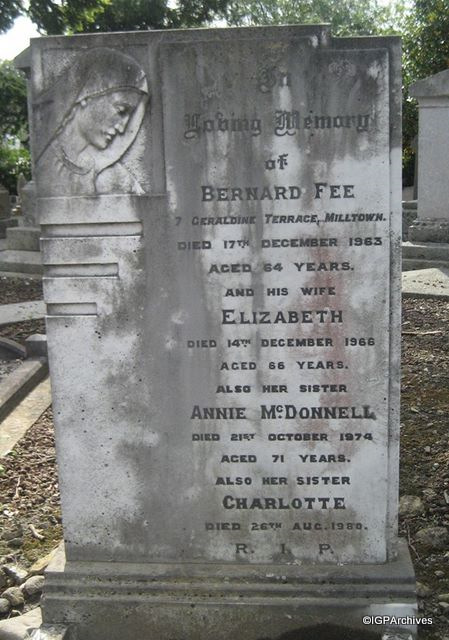 In
Loving Memory
of
BERNARD FEE
7 GERALDINE TERRACE, MILLTOWN.
DIED 17TH DECEMBER 1963
AGED 64 YEARS.
AND HIS WIFE
ELIZABETH
DIED 14TH DECEMBER 1966
AGED 66 YEARS.
ALSO HER SISTER
ANNIE McDONNELL
DIED 21ST OCTOBER 1974
AGED 71 YEARS.
ALSO HER SISTER
CHARLOTTE
DIED 26TH AUG. 1980.
R. I. P.
©IGPArchives